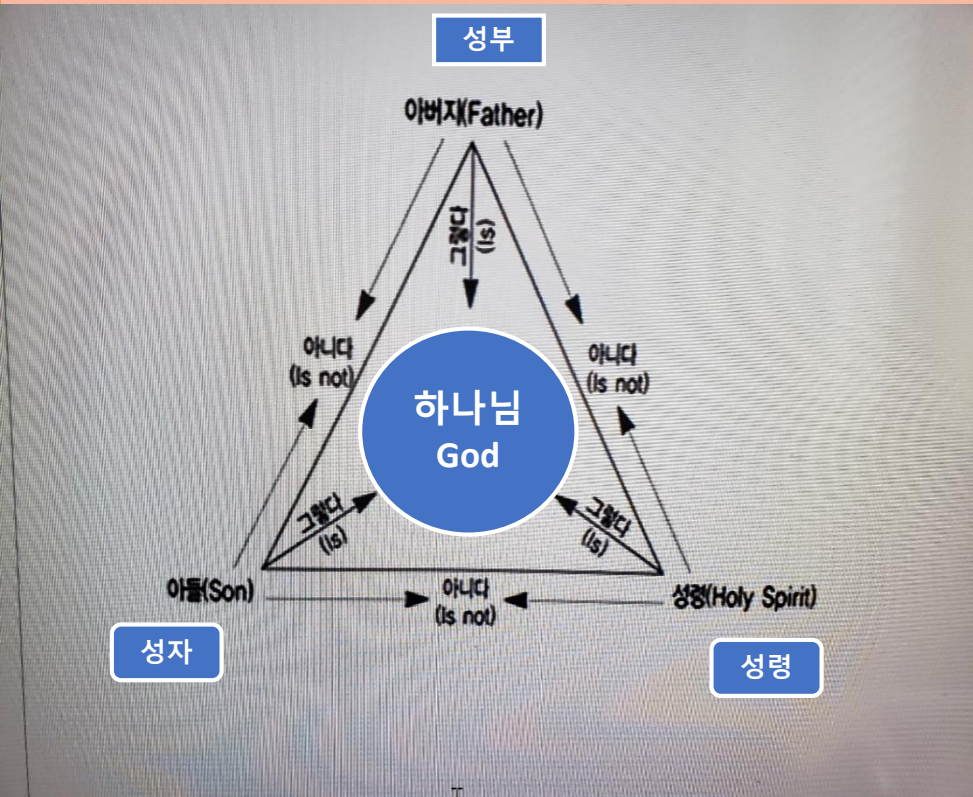 성부
아버지(Father)
그렇다
(Is)
아니다
(Is not)
아니다
(Is not)
하나님
God
그렇다
(Is)
그렇다
(Is)
아들(Son)
아니다
(Is not)
성령(Holy Spirit)
성자
성령